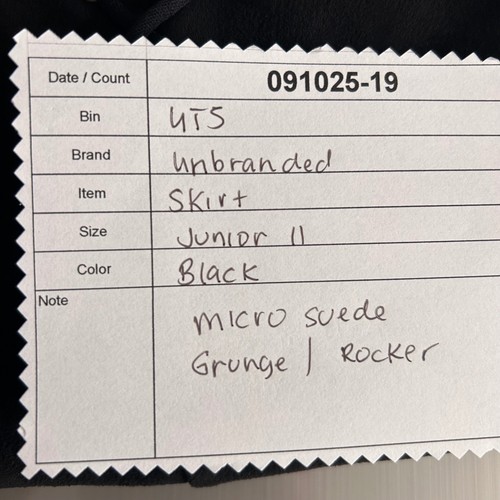 Date / Count 091025-19
Bin UTS
Brand unbranded
Item Skirt
Size Junior 11
Color Black
Note
micro suede
Grunge / Rocker